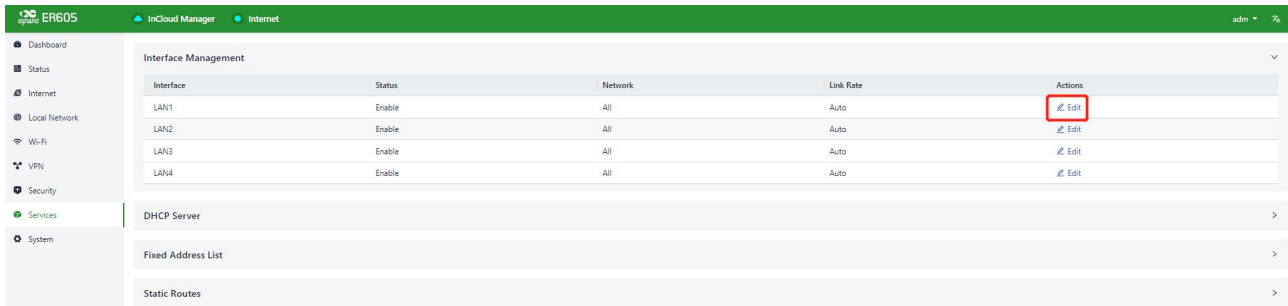 inhand ER605 InCloud Manager Internet adm
Dashboard
Status
Internet
Local Network
Wi-Fi
VPN
Security
Services
System
Interface Management
Interface Status Network Link Rate Actions
LAN1 Enable All Auto Edit
LAN2 Enable All Auto Edit
LAN3 Enable All Auto Edit
LAN4 Enable All Auto Edit
DHCP Server
Fixed Address List
Static Routes